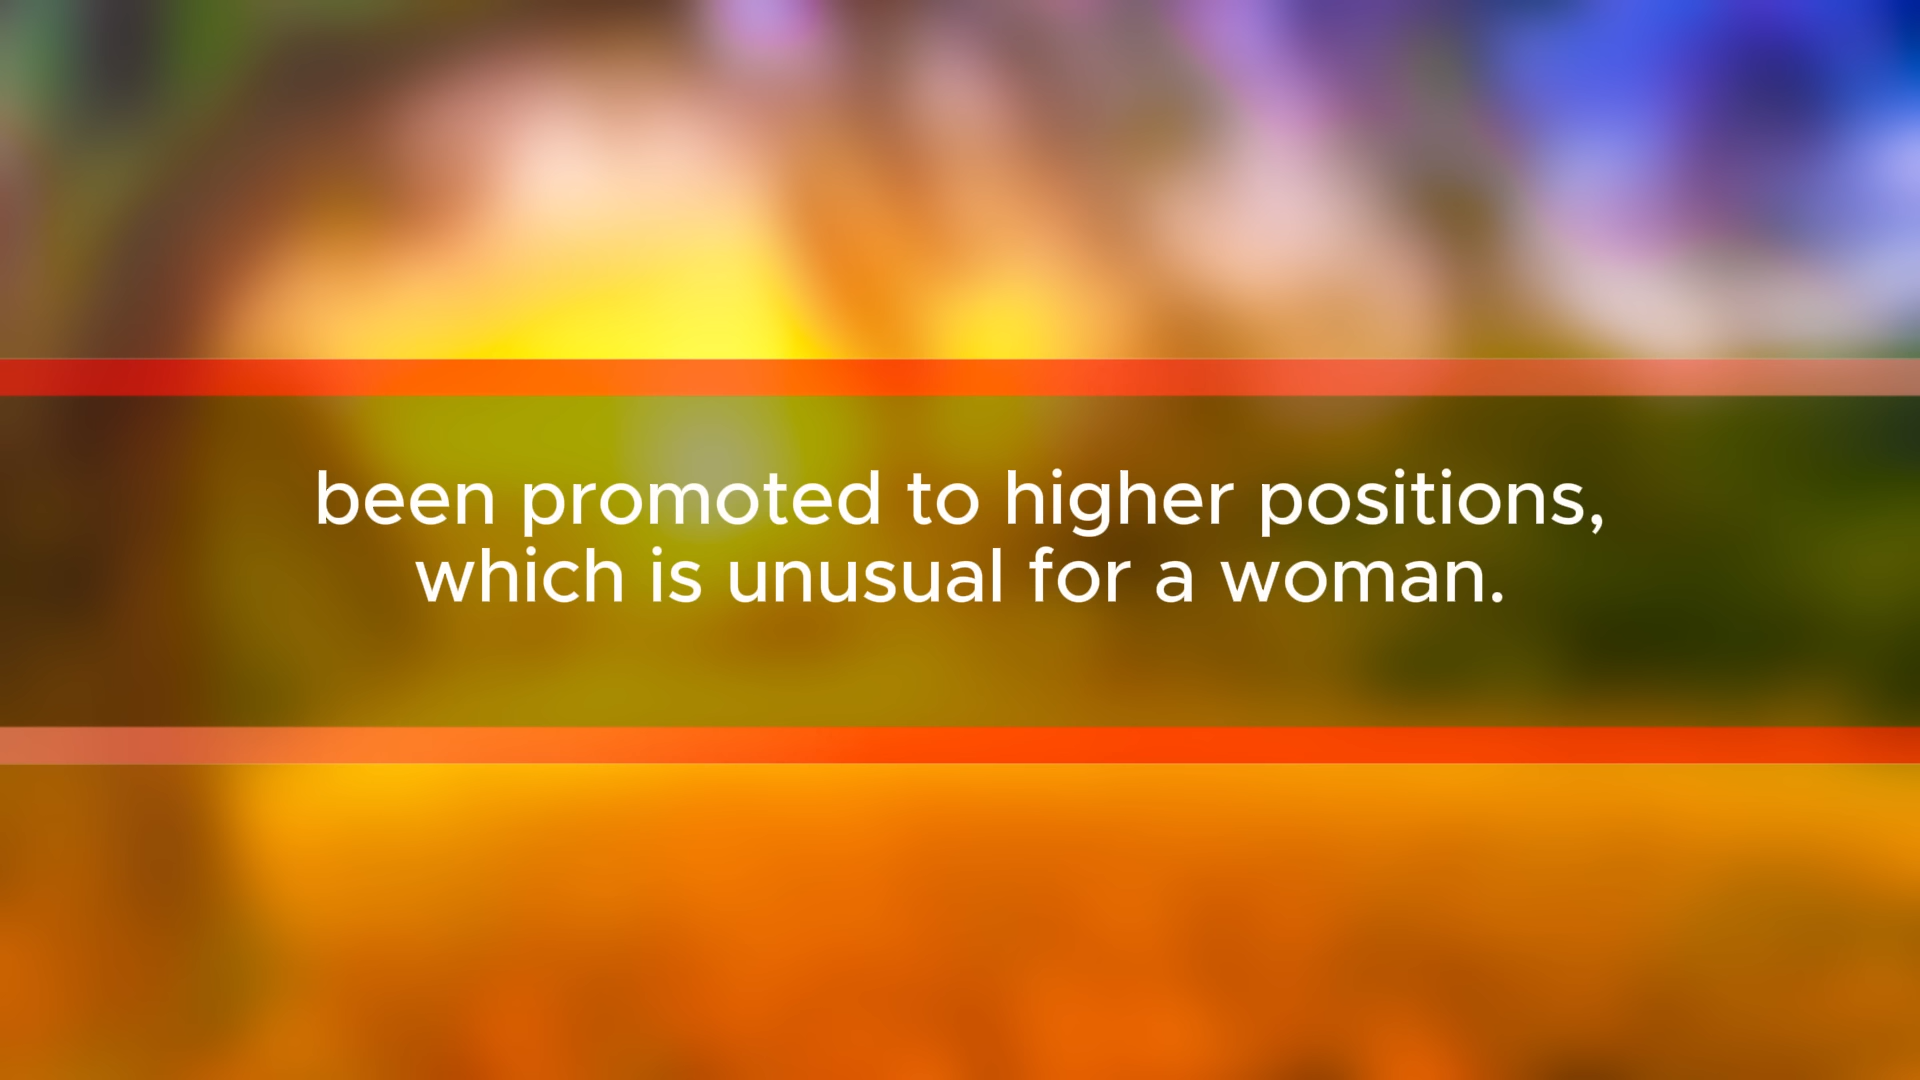 been promoted to higher positions,
which is unusual for a woman.